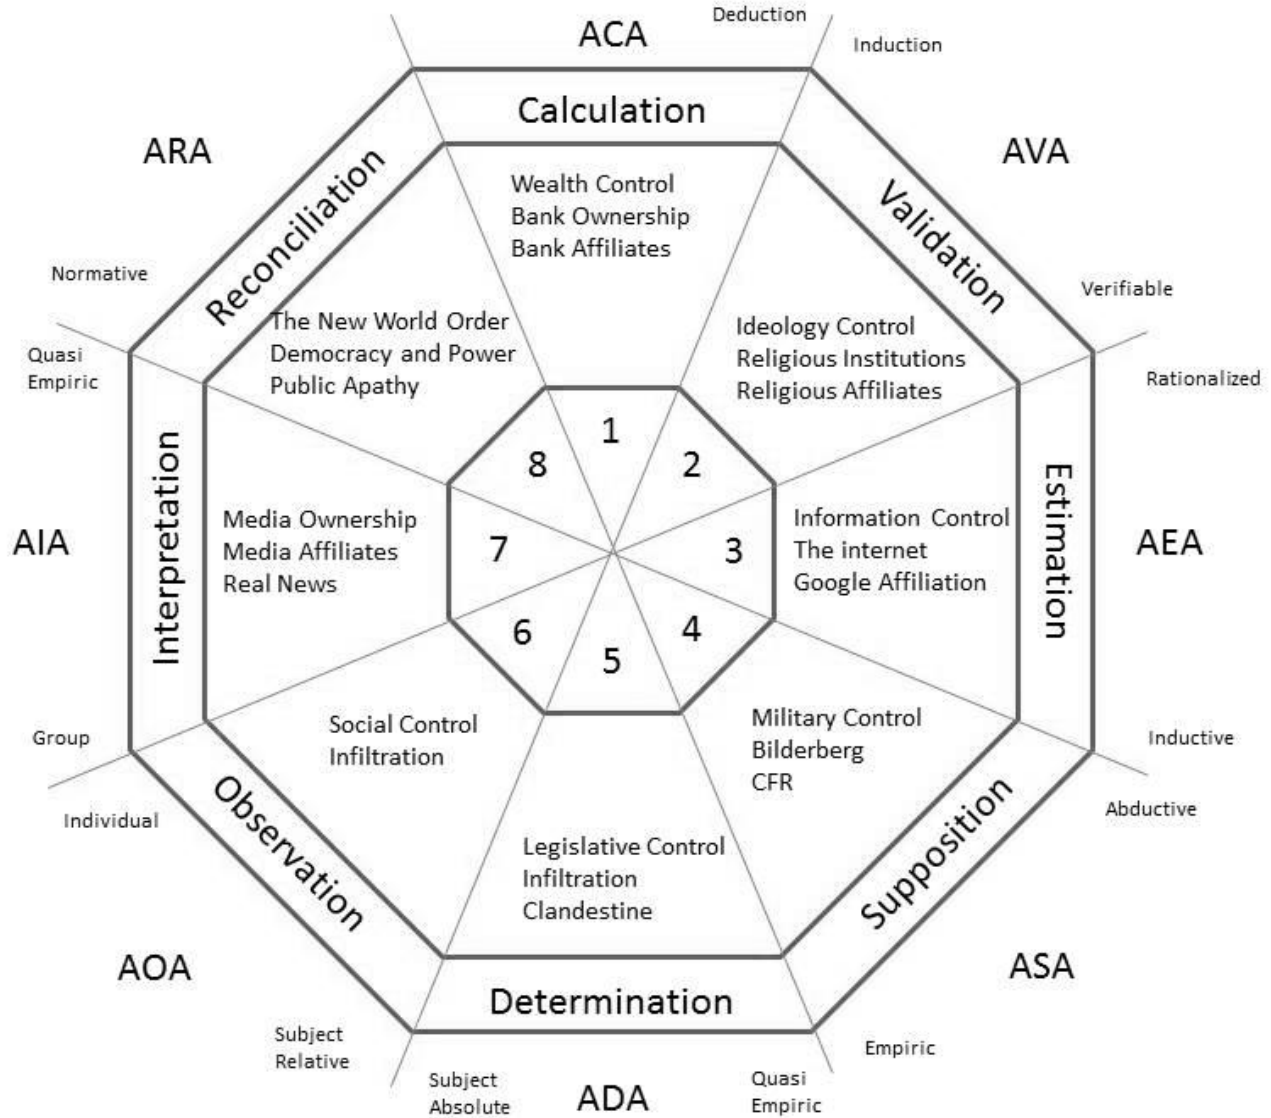 ACA
Deduction
Induction
Calculation
ARA
AVA
Reconciliation
Validation
Wealth Control
Bank Ownership
Bank Affiliates
Normative
Verifiable
Quasi
Empiric
Rationalized
The New World Order
Democracy and Power
Public Apathy
Ideology Control
Religious Institutions
Religious Affiliates
1
8
2
7
3
6
4
5
AIA
Interpretation
Media Ownership
Media Affiliates
Real News
Information Control
The internet
Google Affiliation
Estimation
AEA
Social Control
Infiltration
Military Control
Bilderberg
CFR
Group
Individual
Inductive
Abductive
Observation
Legislative Control
Infiltration
Clandestine
Supposition
AOA
ASA
Determination
Subject
Relative
Subject
Absolute
ADA
Quasi
Empiric
Empiric